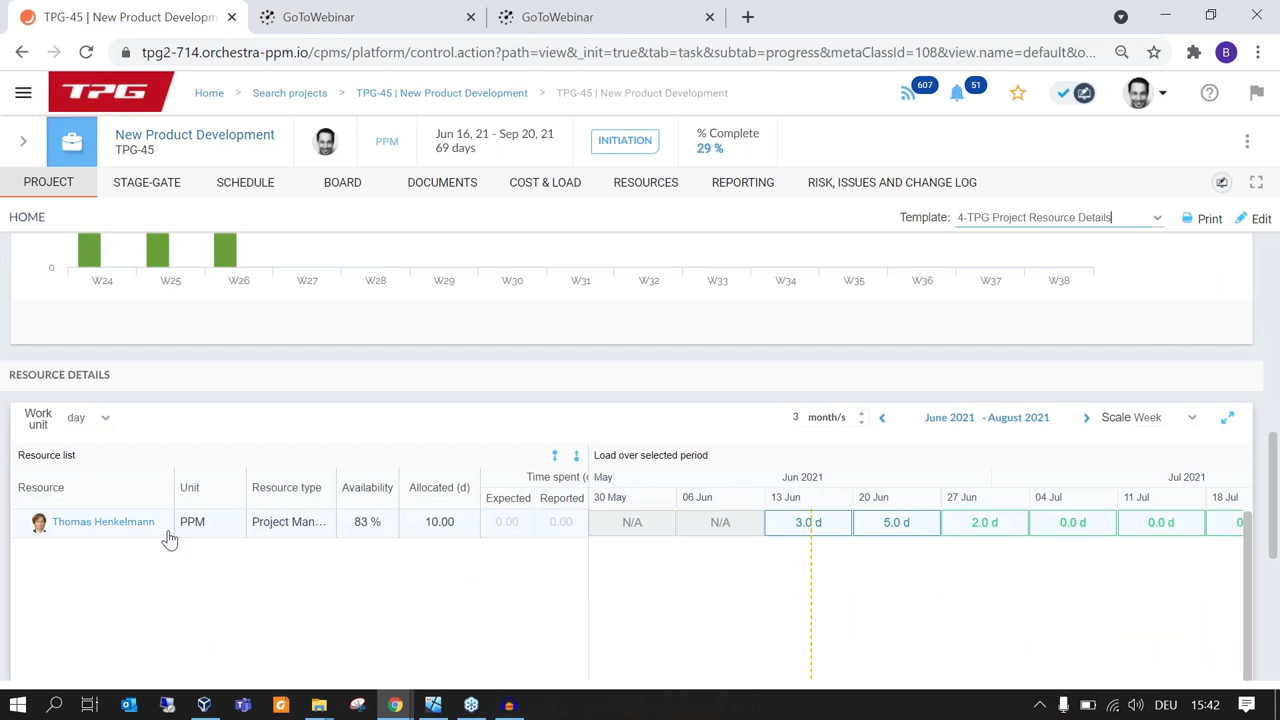 TPG-45 | New Product Developm
GoToWebinar
GoToWebinar
tpg2-714.orchestra-ppm.io/cpms/platform/control.action?path=view&_init=true&tab=task&subtab=progress&metaClassId=108&view.name=default&o...
B
TPG
Home > Search projects > TPG-45 | New Product Development > TPG-45 | New Product Development
607
51
New Product Development
TPG-45
PPM
Jun 16, 21 - Sep 20, 21
69 days
INITIATION
% Complete
29 %
PROJECT STAGE-GATE SCHEDULE BOARD DOCUMENTS COST & LOAD RESOURCES REPORTING RISK, ISSUES AND CHANGE LOG
HOME
Template: 4-TPG Project Resource Details
Print
Edit
0
W24 W25 W26 W27 W28 W29 W30 W31 W32 W33 W34 W35 W36 W37 W38
RESOURCE DETAILS
Work unit day
3 month/s
June 2021 - August 2021
Scale Week
Resource list
Load over selected period
Resource Unit Resource type Availability Allocated (d)
Time spent (
Expected Reported
May Jun 2021 Jul 2021
30 May 06 Jun 13 Jun 20 Jun 27 Jun 04 Jul 11 Jul 18 Jul
Thomas Henkelmann PPM Project Man... 83 % 10.00 0.00 0.00 N/A N/A 3.0 d 5.0 d 2.0 d 0.0 d 0.0 d 0
DEU 15:42